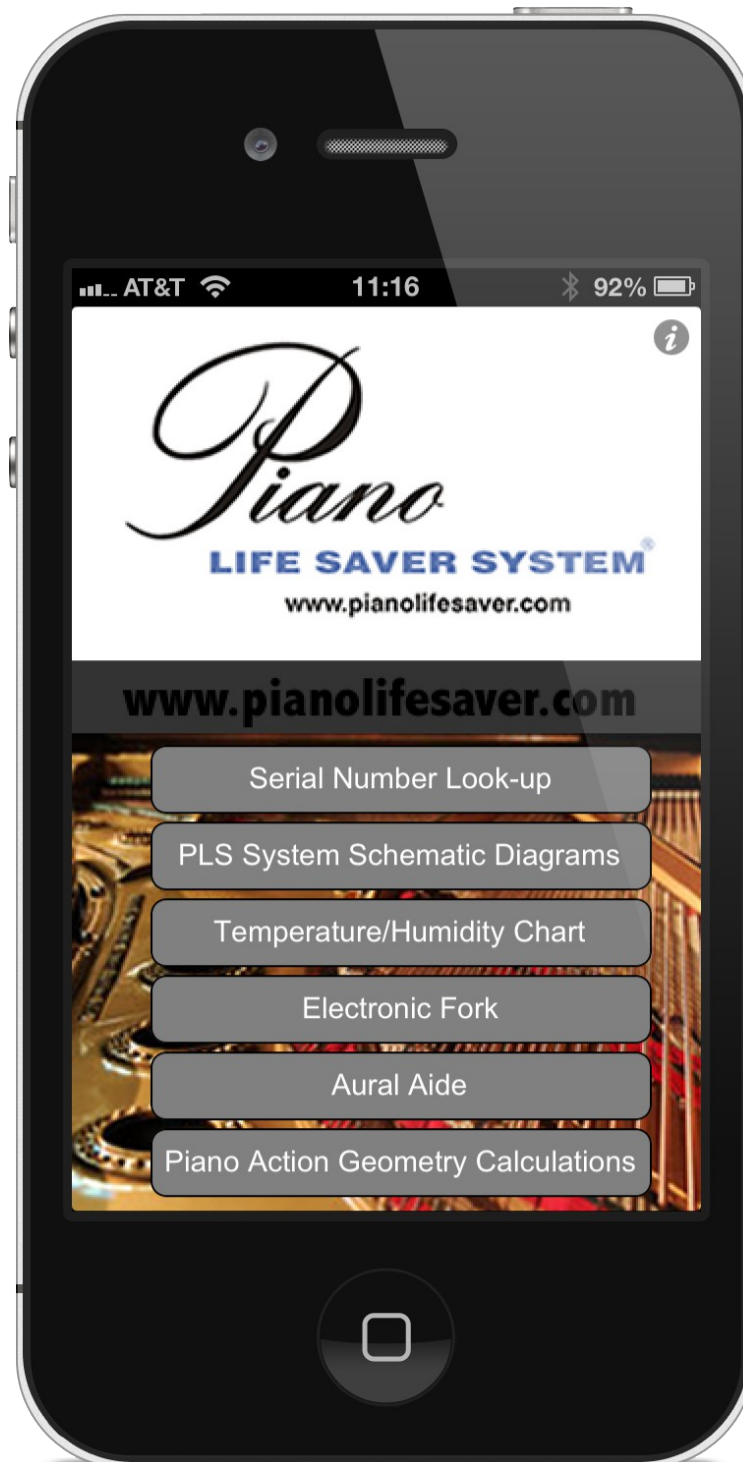 AT&T 11:16 92%
Piano
LIFE SAVER SYSTEM®
www.pianolifesaver.com
www.pianolifesaver.com
Serial Number Look-up
PLS System Schematic Diagrams
Temperature/Humidity Chart
Electronic Fork
Aural Aide
Piano Action Geometry Calculations